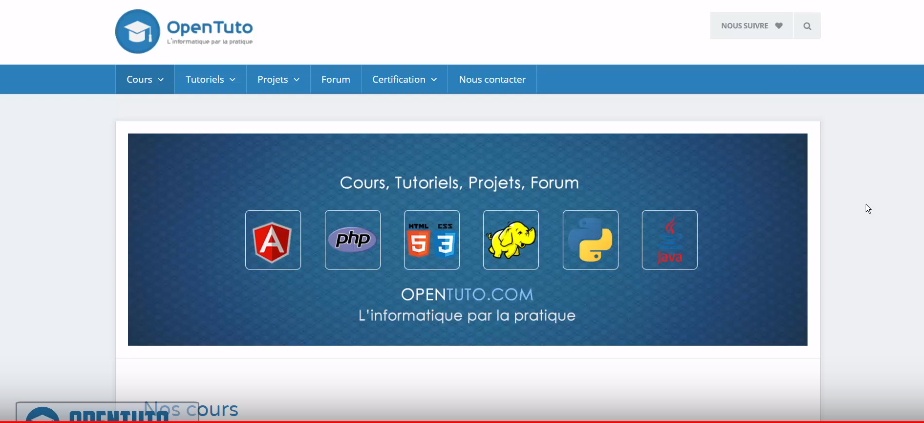 OpenTuto
L'informatique par la pratique
NOUS SUIVRE
Cours
Tutoriels
Projets
Forum
Certification
Nous contacter
Cours, Tutoriels, Projets, Forum
php
HTML CSS
5 3
java
OPENTUTO.COM
L'informatique par la pratique
Nos cours
OPENTUTO